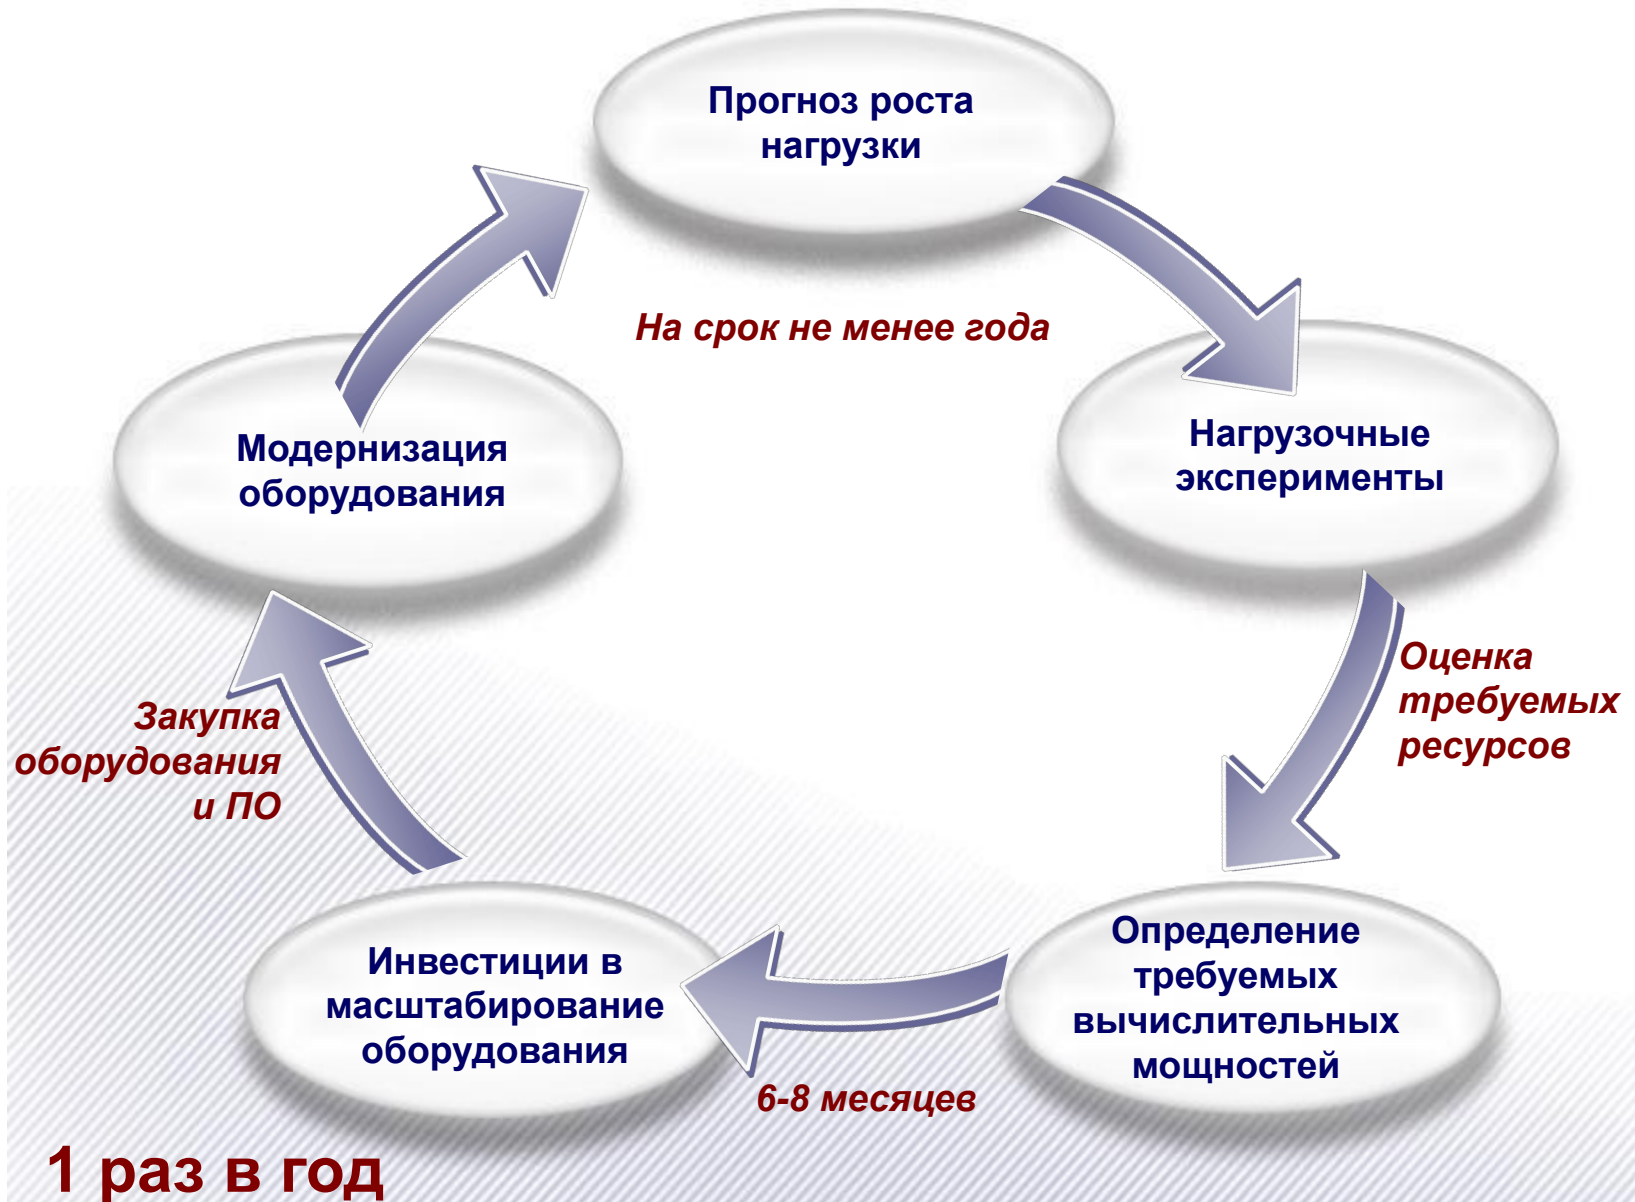 Прогноз роста
нагрузки
На срок не менее года
Нагрузочные
эксперименты
Оценка
требуемых
ресурсов
Определение
требуемых
вычислительных
мощностей
6-8 месяцев
Инвестиции в
масштабирование
оборудования
Закупка
оборудования
и ПО
Модернизация
оборудования
1 раз в год